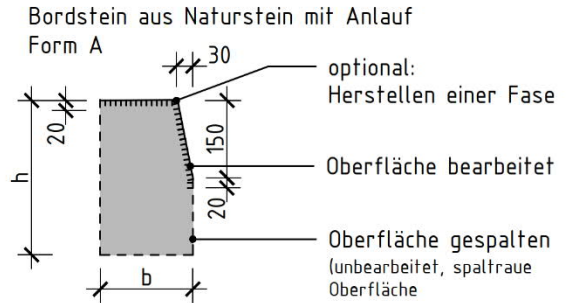 Bordstein aus Naturstein mit Anlauf
Form A
30
optional:
Herstellen einer Fase
20
150
Oberfläche bearbeitet
h
20
Oberfläche gespalten
(unbearbeitet, spaltraue
Oberfläche
b